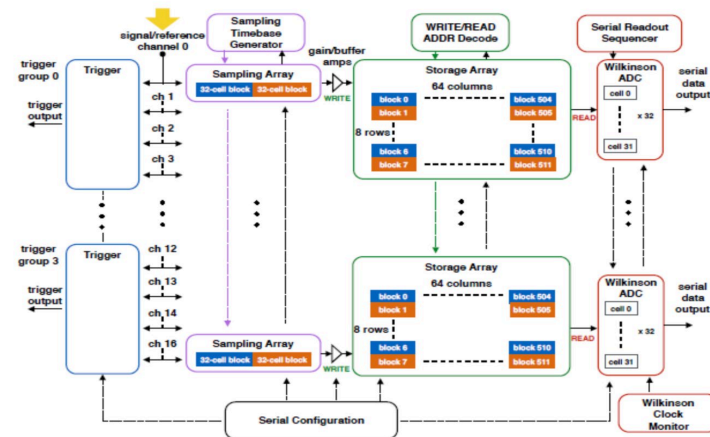 signal/reference
channel 0
Sampling
Timebase
Generator
WRITE/READ
ADDR Decode
Serial Readout
Sequencer
trigger
group 0
Trigger
trigger
output
ch 1
ch 2
ch 3
Sampling Array
32-cell block 32-cell block
gain/buffer
amps
WRITE
Storage Array
64 columns
block 0 block 504
block 1 block 505
8 rows
block 6 block 510
block 7 block 511
READ
Wilkinson
ADC
cell 0
x 32
cell 31
serial
data
output
trigger
group 3
Trigger
trigger
output
ch 12
ch 13
ch 14
ch 16
Sampling Array
32-cell block 32-cell block
WRITE
Storage Array
64 columns
block 0 block 504
block 1 block 505
8 rows
block 6 block 510
block 7 block 511
READ
Wilkinson
ADC
cell 0
x 32
cell 31
serial
data
output
Serial Configuration
Wilkinson
Clock
Monitor